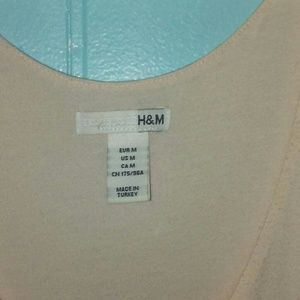 H&M
EUR M
US M
CA M
CN 175/96A
MADE IN
TURKEY